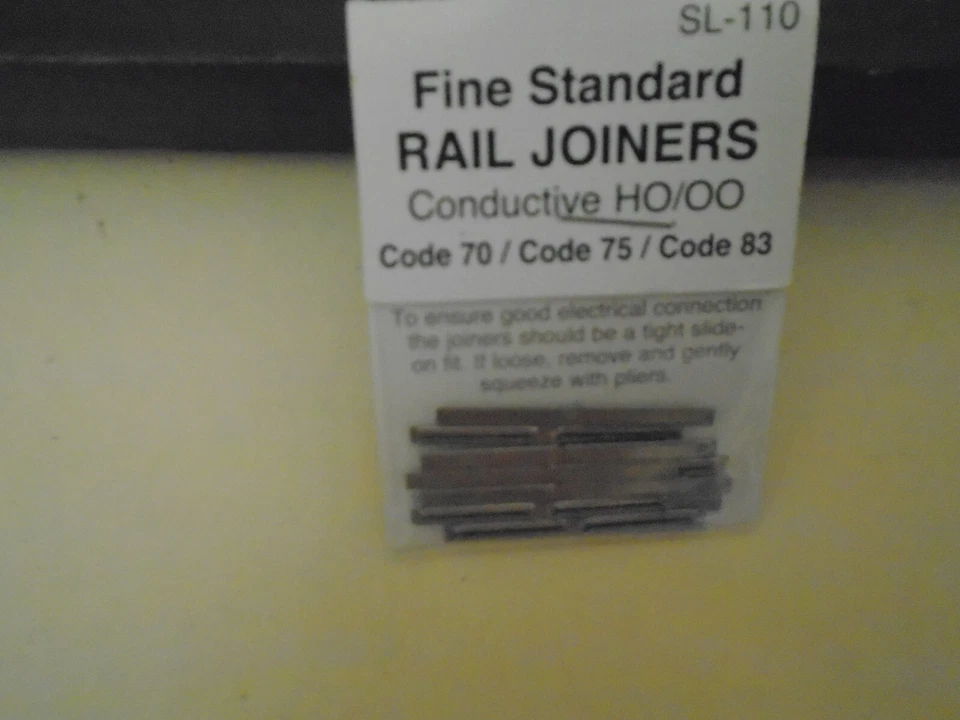 SL-110
Fine Standard
RAIL JOINERS
Conductive HO/OO
Code 70 / Code 75 / Code 83
To ensure good electrical connection
the joiners should be a tight slide-
on fit. If loose, remove and gently
squeeze with pliers.